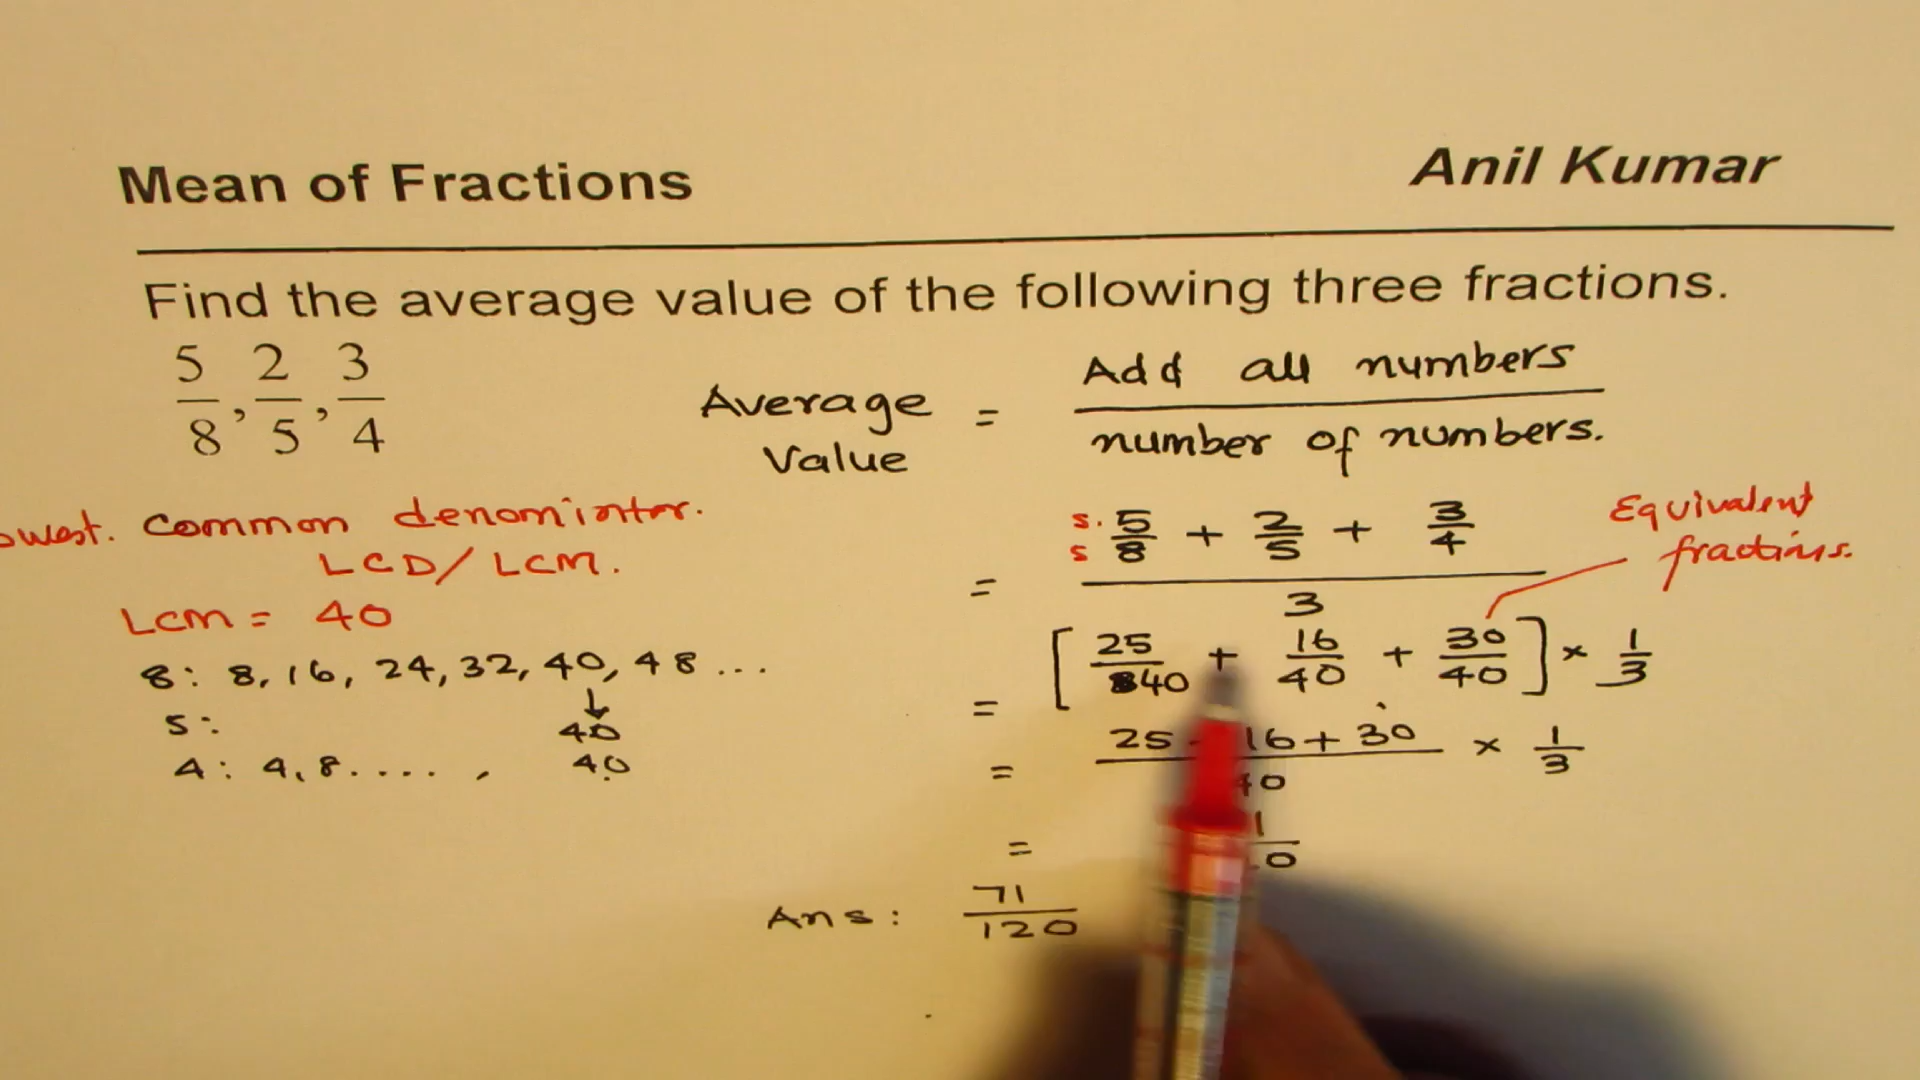 Mean of Fractions
Anil Kumar
Find the average value of the following three fractions.
5/8, 2/5, 3/4
Average Value = Add all numbers / number of numbers.
Common denomintor.
LCD/LCM.
LCM = 40
8: 8, 16, 24, 32, 40, 48 ...
5: 40
4: 4, 8 . . . . , 40
= 5. 5/8 5 + 2/5 + 3/4 / 3
Equivalent fractions.
= [25/40 + 16/40 + 30/40] × 1/3
= 25 16 + 30 / 40 × 1/3
=
Ans: 71/120